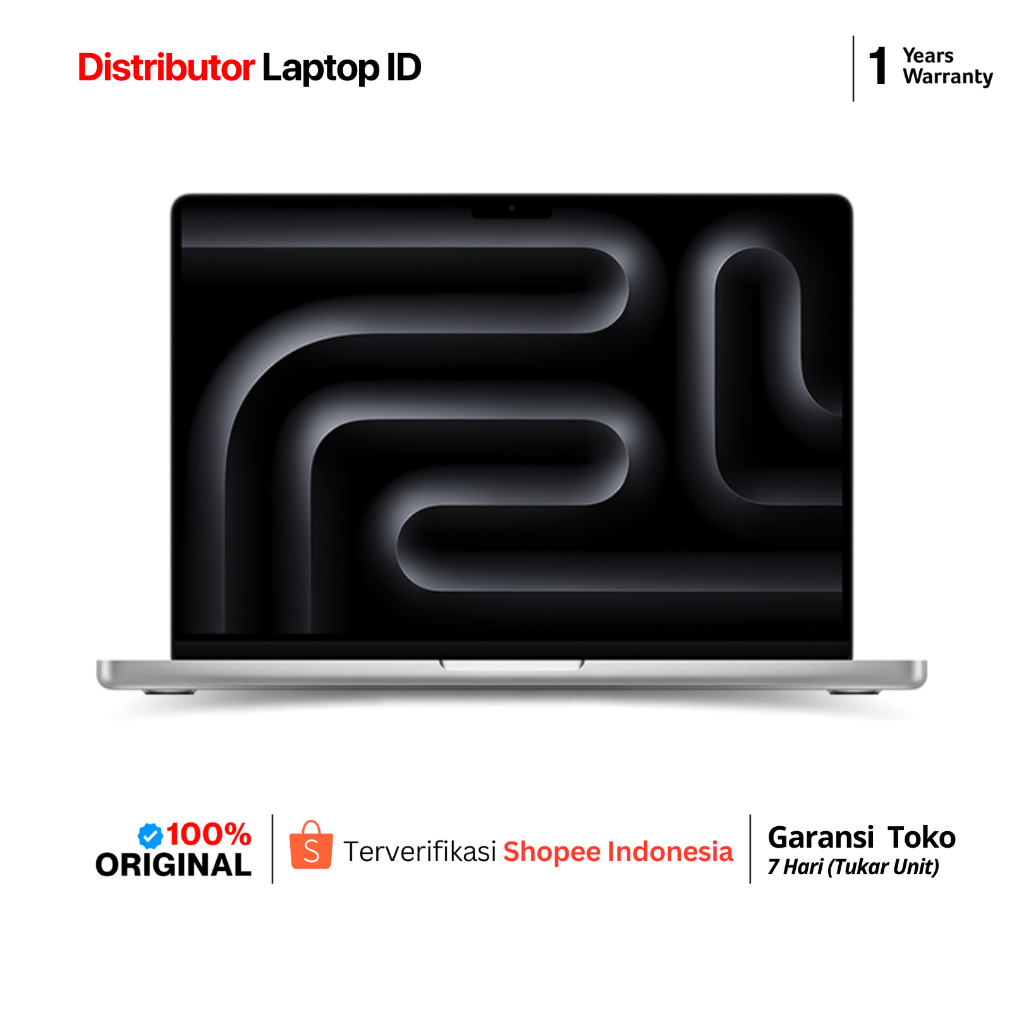 Distributor Laptop ID
1 Years
Warranty
100%
ORIGINAL
S Terverifikasi Shopee Indonesia
Garansi Toko
7 Hari (Tukar Unit)